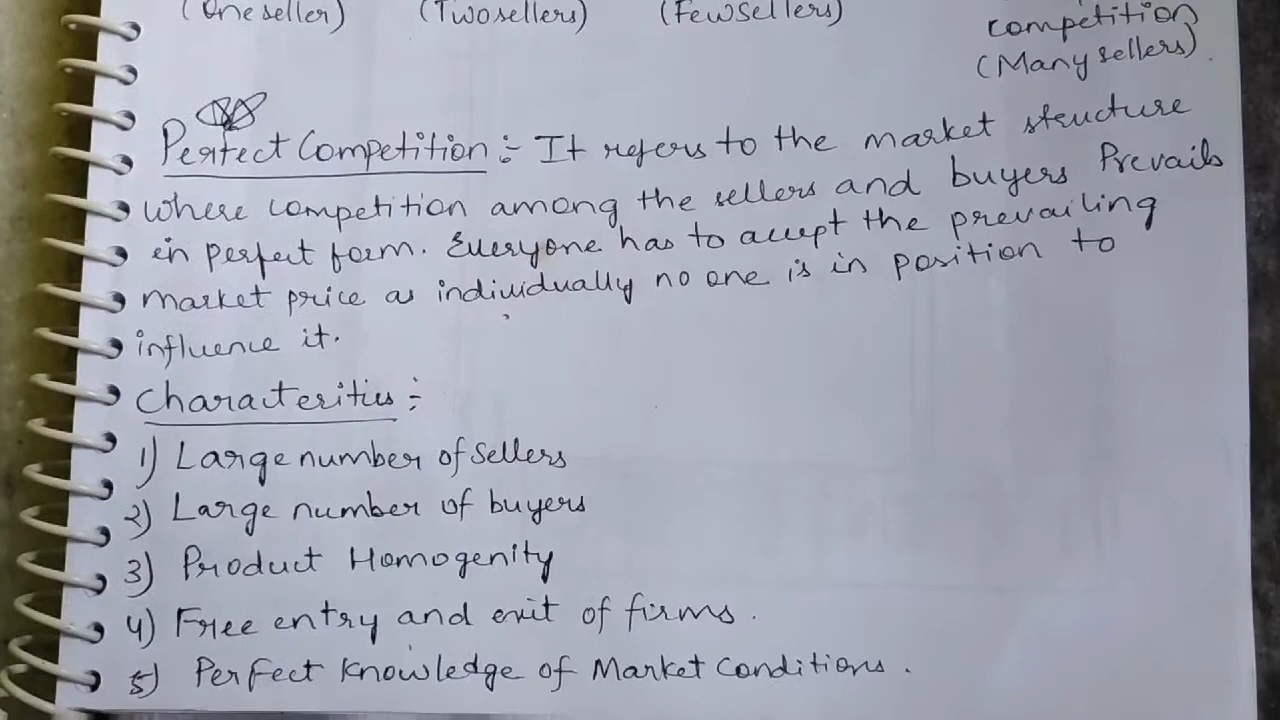 (One seller) (Two sellers) (Few sellers) competition
(Many sellers).
Perfect Competition :- It refers to the market structure
where competition among the sellers and buyers Prevails
in perfect form. Everyone has to accept the prevailing
market price as individually no one is in position to
influence it.
Characterities :-
1) Large number of Sellers
2) Large number of buyers
3) Product Homogenity
4) Free entry and exit of firms.
5) Perfect Knowledge of Market Conditions.